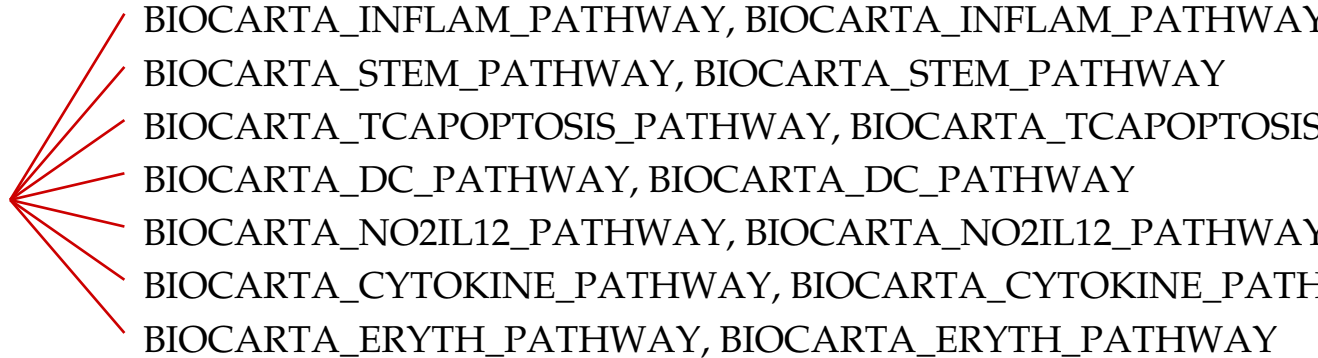 BIOCARTA_INFLAM_PATHWAY, BIOCARTA_INFLAM_PATHWAY
BIOCARTA_STEM_PATHWAY, BIOCARTA_STEM_PATHWAY
BIOCARTA_TCAPOPTOSIS_PATHWAY, BIOCARTA_TCAPOPTOSIS
BIOCARTA_DC_PATHWAY, BIOCARTA_DC_PATHWAY
BIOCARTA_NO2IL12_PATHWAY, BIOCARTA_NO2IL12_PATHWAY
BIOCARTA_CYTOKINE_PATHWAY, BIOCARTA_CYTOKINE_PATH
BIOCARTA_ERYTH_PATHWAY, BIOCARTA_ERYTH_PATHWAY